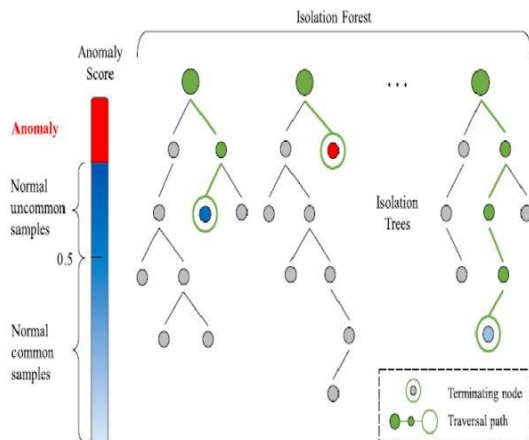 Isolation Forest
Anomaly
Score
Anomaly
Normal
uncommon
samples
0.5
Normal
common
samples
...
Isolation
Trees
Terminating node
Traversal path